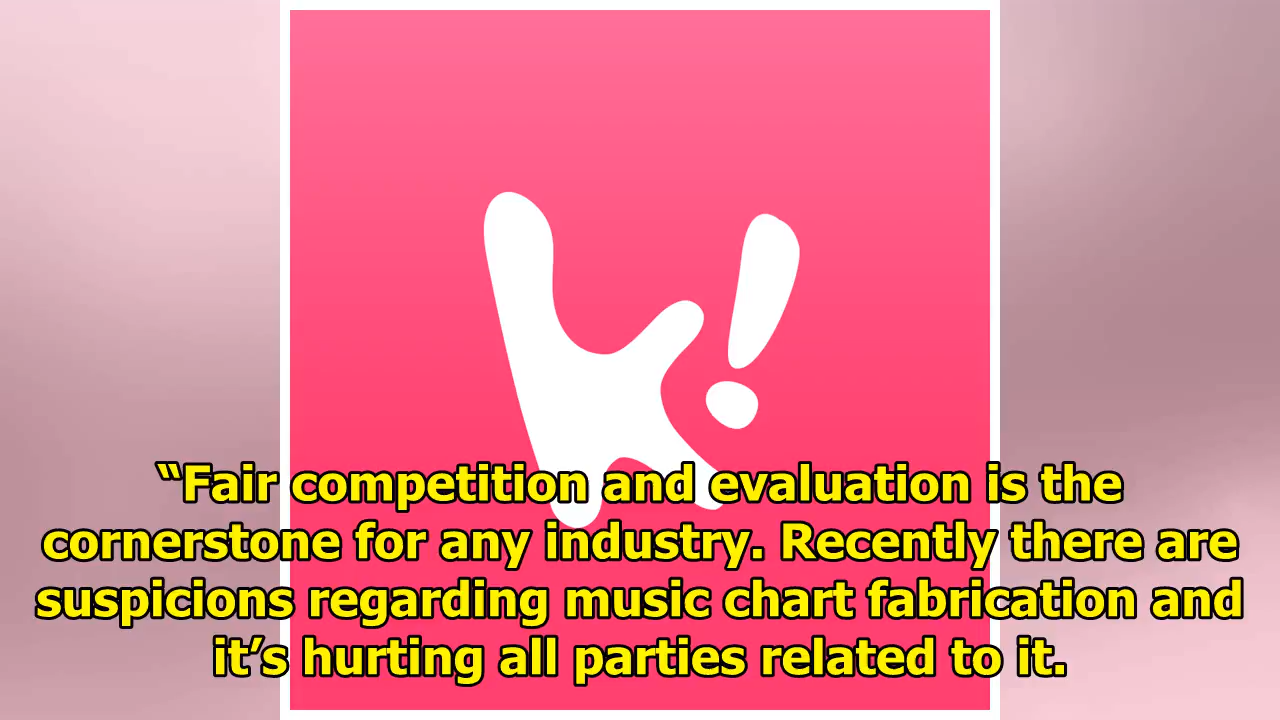 k!
“Fair competition and evaluation is the
cornerstone for any industry. Recently there are
suspicions regarding music chart fabrication and
it’s hurting all parties related to it.